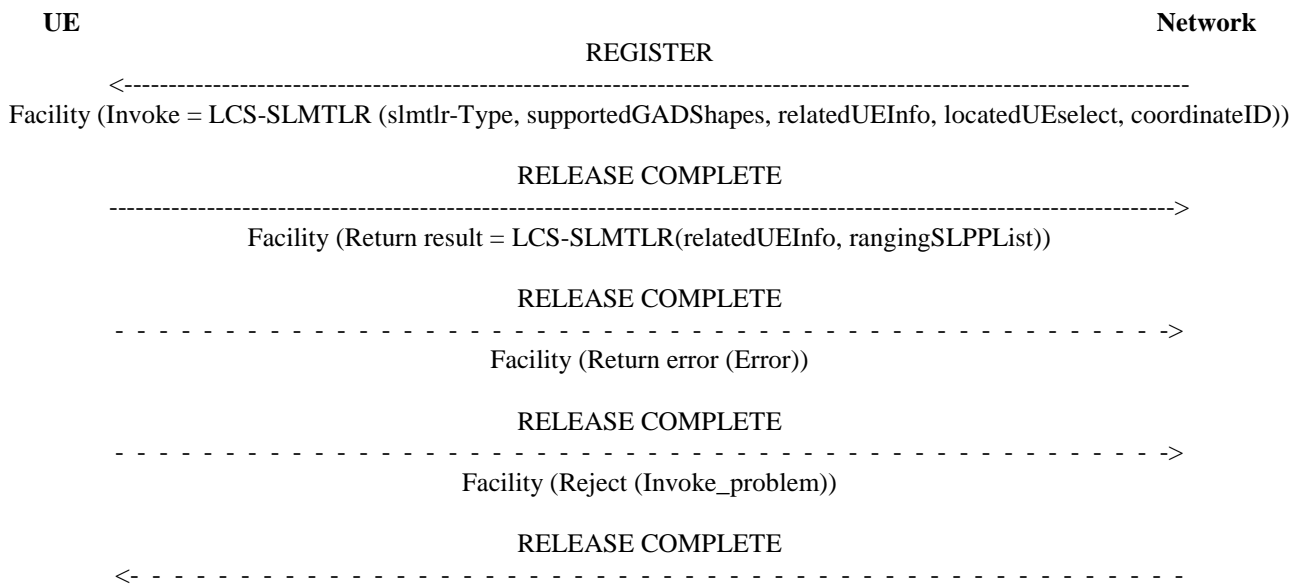 UE Network
REGISTER
<------------------------------------------------------------------------------------------------------------------------
Facility (Invoke = LCS-SLMTLR (slmtlr-Type, supportedGADShapes, relatedUEInfo, locatedUEselect, coordinateID))
RELEASE COMPLETE
------------------------------------------------------------------------------------------------------------------------>
Facility (Return result = LCS-SLMTLR(relatedUEInfo, rangingSLPPList))
RELEASE COMPLETE
- - - - - - - - - - - - - - - - - - - - - - - - - - - - - - - - - - - - - - - - - - - - - - - ->
Facility (Return error (Error))
RELEASE COMPLETE
- - - - - - - - - - - - - - - - - - - - - - - - - - - - - - - - - - - - - - - - - - - - - - - ->
Facility (Reject (Invoke_problem))
RELEASE COMPLETE
<- - - - - - - - - - - - - - - - - - - - - - - - - - - - - - - - - - - - - - - - - - - - - - - -